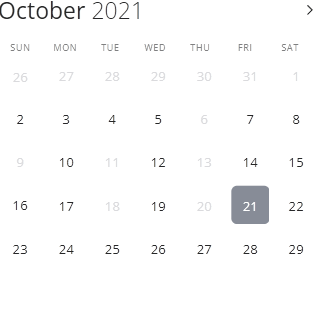 October 2021
SUN MON TUE WED THU FRI SAT
26 27 28 29 30 31 1
2 3 4 5 6 7 8
9 10 11 12 13 14 15
16 17 18 19 20 21 22
23 24 25 26 27 28 29